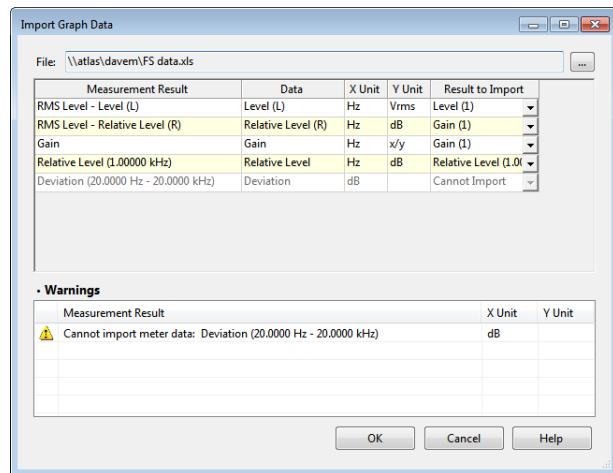 Import Graph Data
File: \\atlas\davem\FS data.xls ...
Measurement Result Data X Unit Y Unit Result to Import
RMS Level - Level (L) Level (L) Hz Vrms Level (1)
RMS Level - Relative Level (R) Relative Level (R) Hz dB Gain (1)
Gain Gain Hz x/y Gain (1)
Relative Level (1.00000 kHz) Relative Level Hz dB Relative Level (1.00
Deviation (20.0000 Hz - 20.0000 kHz) Deviation dB Cannot Import
Warnings
Measurement Result X Unit Y Unit
Cannot import meter data: Deviation (20.0000 Hz - 20.0000 kHz) dB
OK Cancel Help